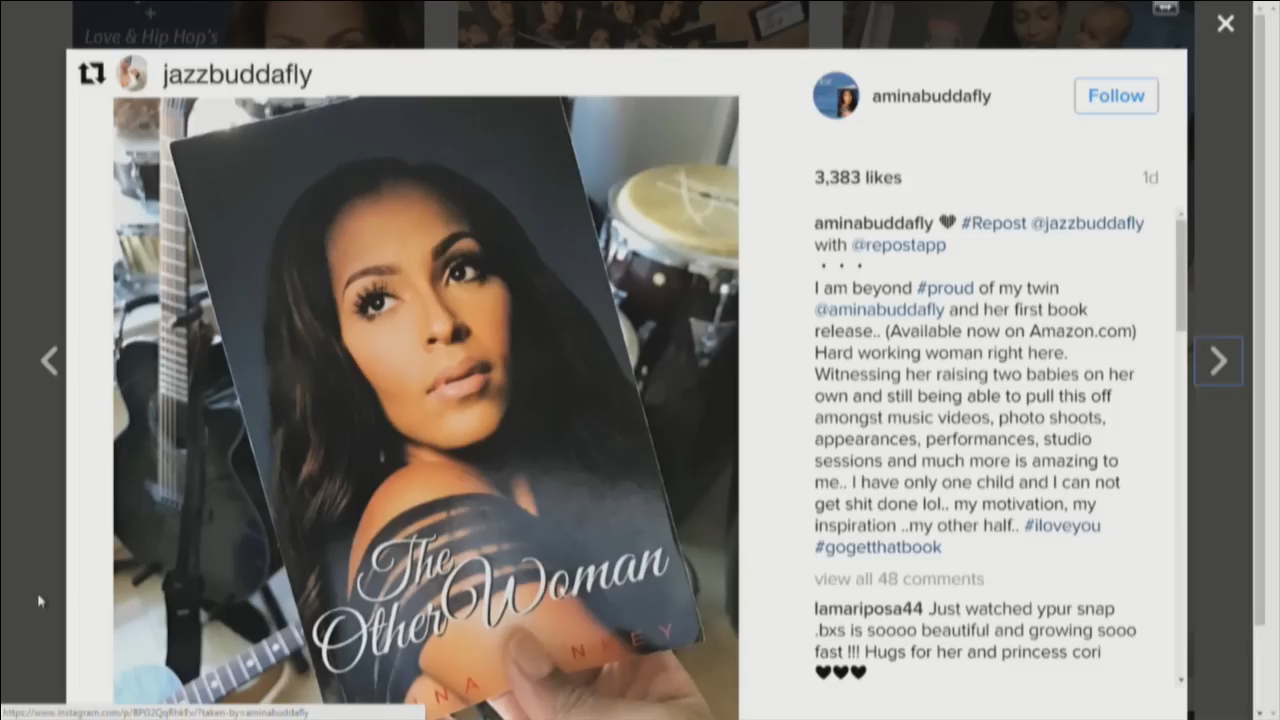 +
Love & Hip Hop's
jazzbuddafly
aminabuddafly
Follow
3,383 likes
1d
aminabuddafly 🖤 #Repost @jazzbuddafly
with @repostapp
・・・
I am beyond #proud of my twin
@aminabuddafly and her first book
release.. (Available now on Amazon.com)
Hard working woman right here.
Witnessing her raising two babies on her
own and still being able to pull this off
amongst music videos, photo shoots,
appearances, performances, studio
sessions and much more is amazing to
me.. I have only one child and I can not
get shit done lol.. my motivation, my
inspiration ..my other half.. #iloveyou
#gogetthatbook
view all 48 comments
lamariposa44 Just watched ypur snap
.bxs is soooo beautiful and growing sooo
fast !!! Hugs for her and princess cori
🖤🖤🖤
The
Other Woman